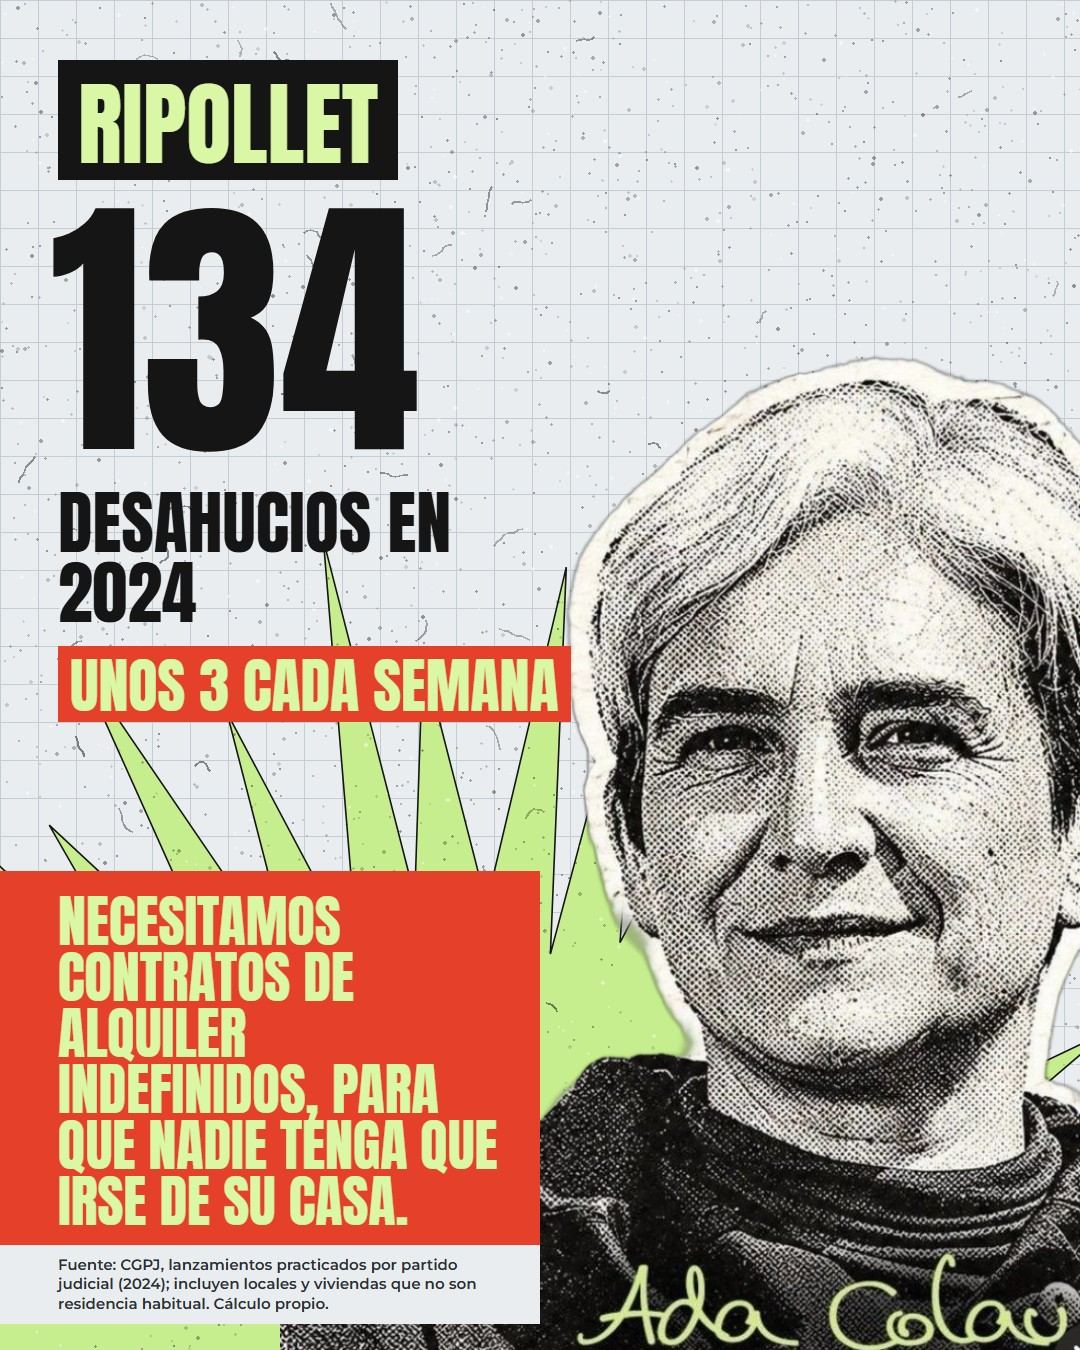 RIPOLLET
134
DESAHUCIOS EN
2024
UNOS 3 CADA SEMANA
NECESITAMOS
CONTRATOS DE
ALQUILER
INDEFINIDOS, PARA
QUE NADIE TENGA QUE
IRSE DE SU CASA.
Fuente: CGPJ, lanzamientos practicados por partido
judicial (2024); incluyen locales y viviendas que no son
residencia habitual. Cálculo propio.
Ada Colau